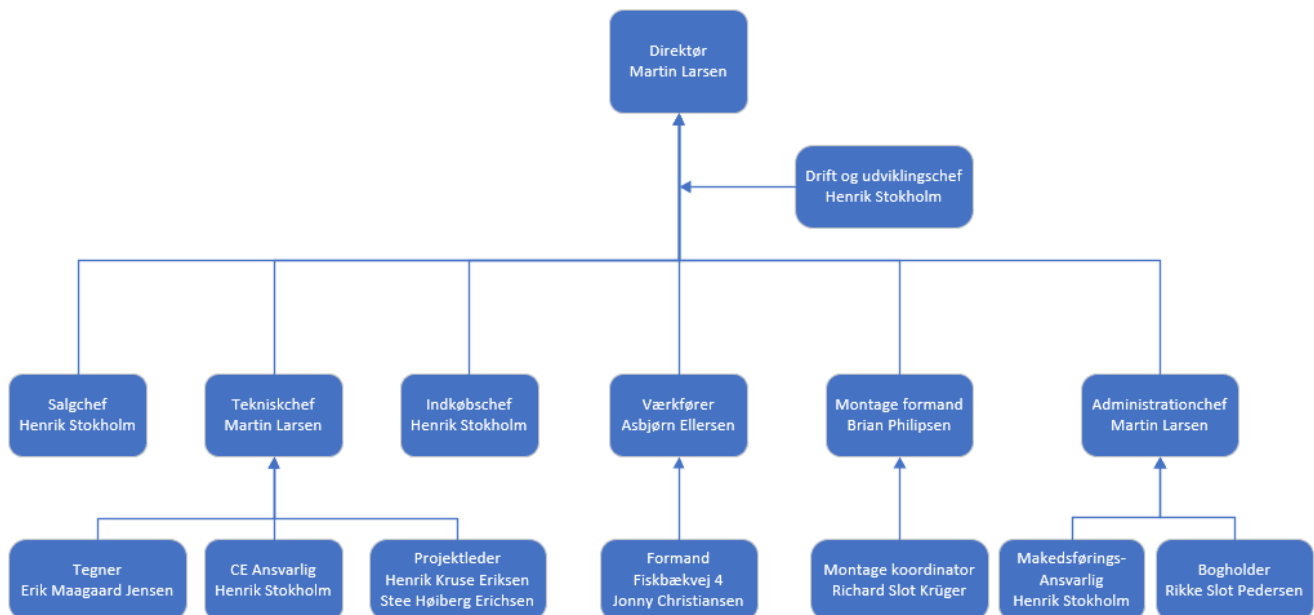 Direktør
Martin Larsen
Drift og udviklingschef
Henrik Stokholm
Salgchef
Henrik Stokholm
Tekniskchef
Martin Larsen
Indkøbschef
Henrik Stokholm
Værkfører
Asbjørn Ellersen
Montage formand
Brian Philipsen
Administrationchef
Martin Larsen
Tegner
Erik Maagaard Jensen
CE Ansvarlig
Henrik Stokholm
Projektleder
Henrik Kruse Eriksen
Stee Høiberg Erichsen
Formand
Fiskbækvej 4
Jonny Christiansen
Montage koordinator
Richard Slot Krüger
Makedsførings-
Ansvarlig
Henrik Stokholm
Bogholder
Rikke Slot Pedersen